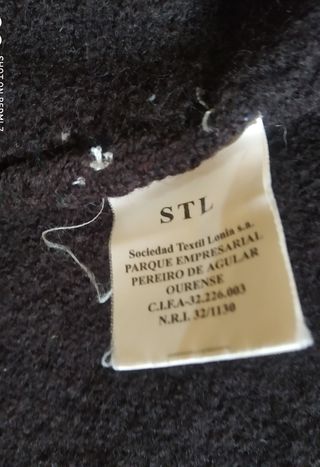 STL
Sociedad Textil Lonia s.a.
PARQUE EMPRESARIAL
PEREIRO DE AGULAR
OURENSE
C.I.F.A-32.226.003
N.R.I. 32/1130